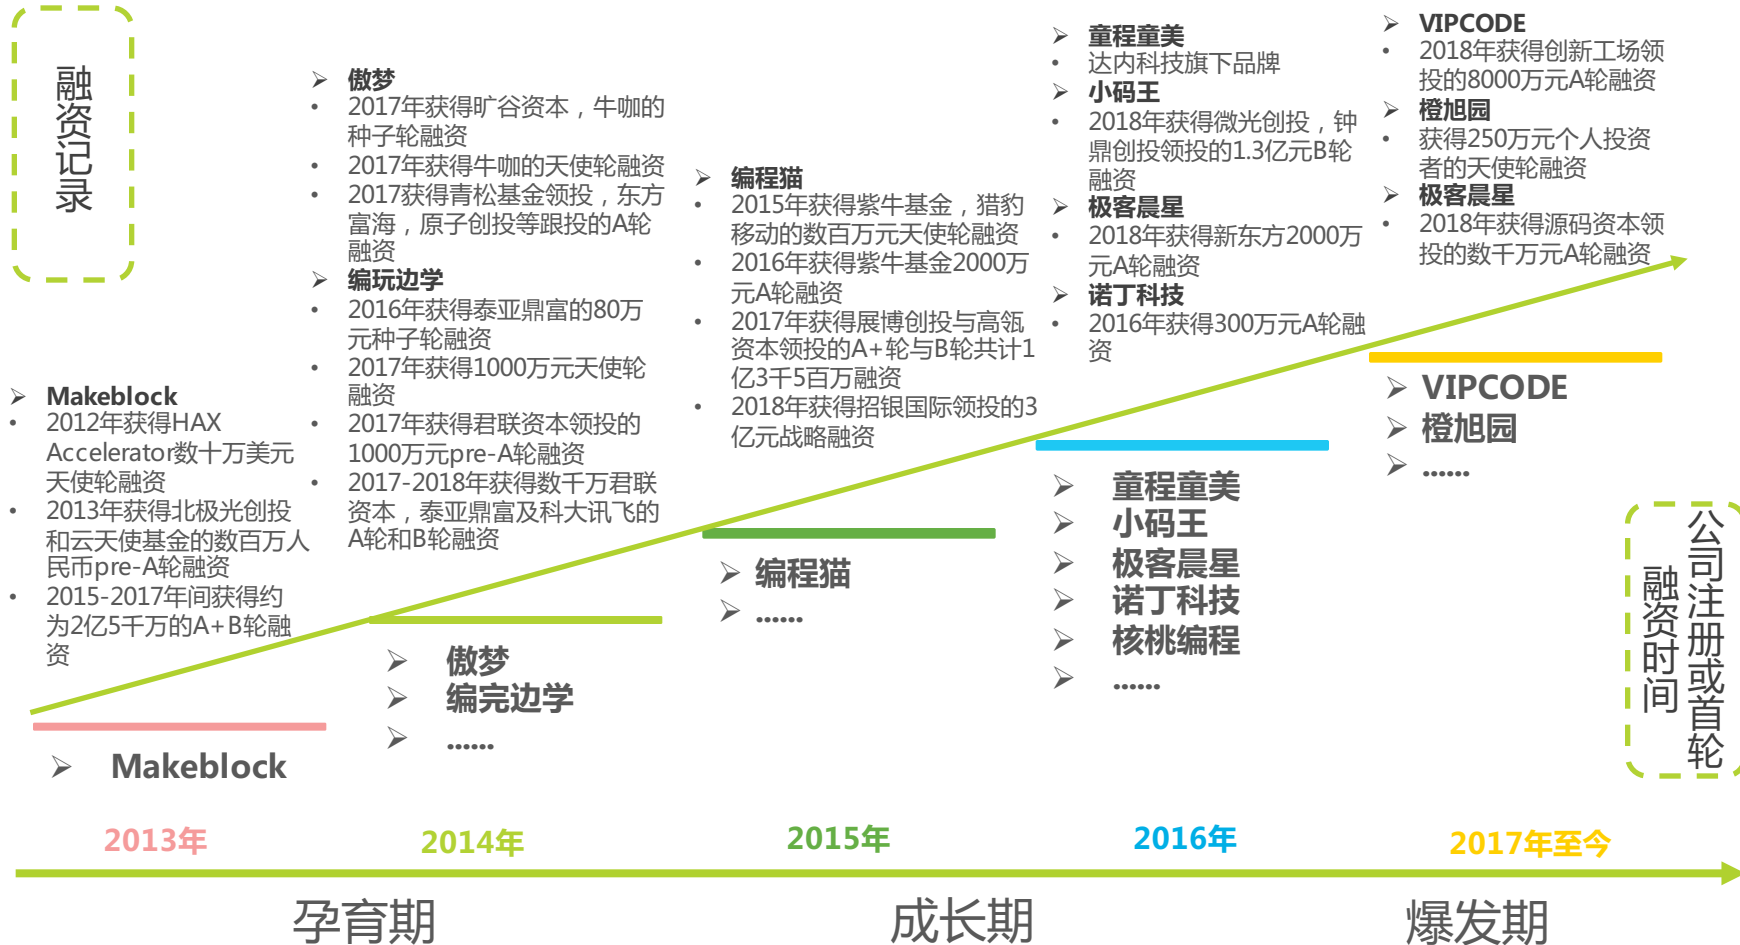 融资记录
Makeblock
2012年获得HAX
Accelerator数十万美元
天使轮融资
2013年获得北极光创投
和云天使基金的数百万人
民币pre-A轮融资
2015-2017年间获得约
为2亿5千万的A+B轮融
资
傲梦
2017年获得旷谷资本，牛咖的
种子轮融资
2017年获得牛咖的天使轮融资
2017获得青松基金领投，东方
富海，原子创投等跟投的A轮
融资
编玩边学
2016年获得泰亚鼎富的80万
元种子轮融资
2017年获得1000万元天使轮
融资
2017年获得君联资本领投的
1000万元pre-A轮融资
2017-2018年获得数千万君联
资本，泰亚鼎富及科大讯飞的
A轮和B轮融资
编程猫
2015年获得紫牛基金，猎豹
移动的数百万元天使轮融资
2016年获得紫牛基金2000万
元A轮融资
2017年获得展博创投与高瓴
资本领投的A+轮与B轮共计1
亿3千5百万融资
2018年获得招银国际领投的3
亿元战略融资
童程童美
达内科技旗下品牌
小码王
2018年获得微光创投，钟
鼎创投领投的1.3亿元B轮
融资
极客晨星
2018年获得新东方2000万
元A轮融资
诺丁科技
2016年获得300万元A轮融
资
VIPCODE
2018年获得创新工场领
投的8000万元A轮融资
橙旭园
获得250万元个人投资
者的天使轮融资
极客晨星
2018年获得源码资本领
投的数千万元A轮融资
Makeblock
傲梦
编完边学
......
编程猫
......
童程童美
小码王
极客晨星
诺丁科技
核桃编程
......
VIPCODE
橙旭园
......
公司注册或首轮
融资时间
2013年
2014年
2015年
2016年
2017年至今
孕育期
成长期
爆发期